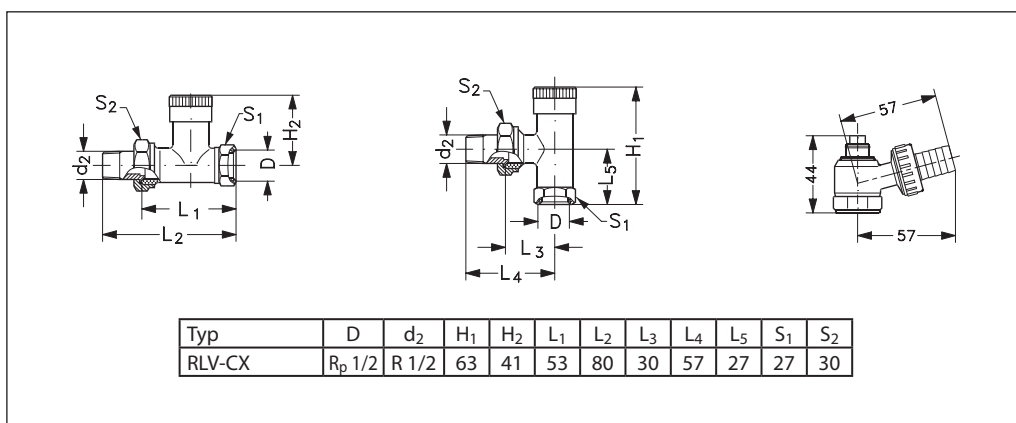 S2
S1
H2
d2
D
L1
L2
S2
H1
d2
L5
D
S1
L3
L4
57
44
57
Typ D d2 H1 H2 L1 L2 L3 L4 L5 S1 S2
RLV-CX Rp 1/2 R 1/2 63 41 53 80 30 57 27 27 30